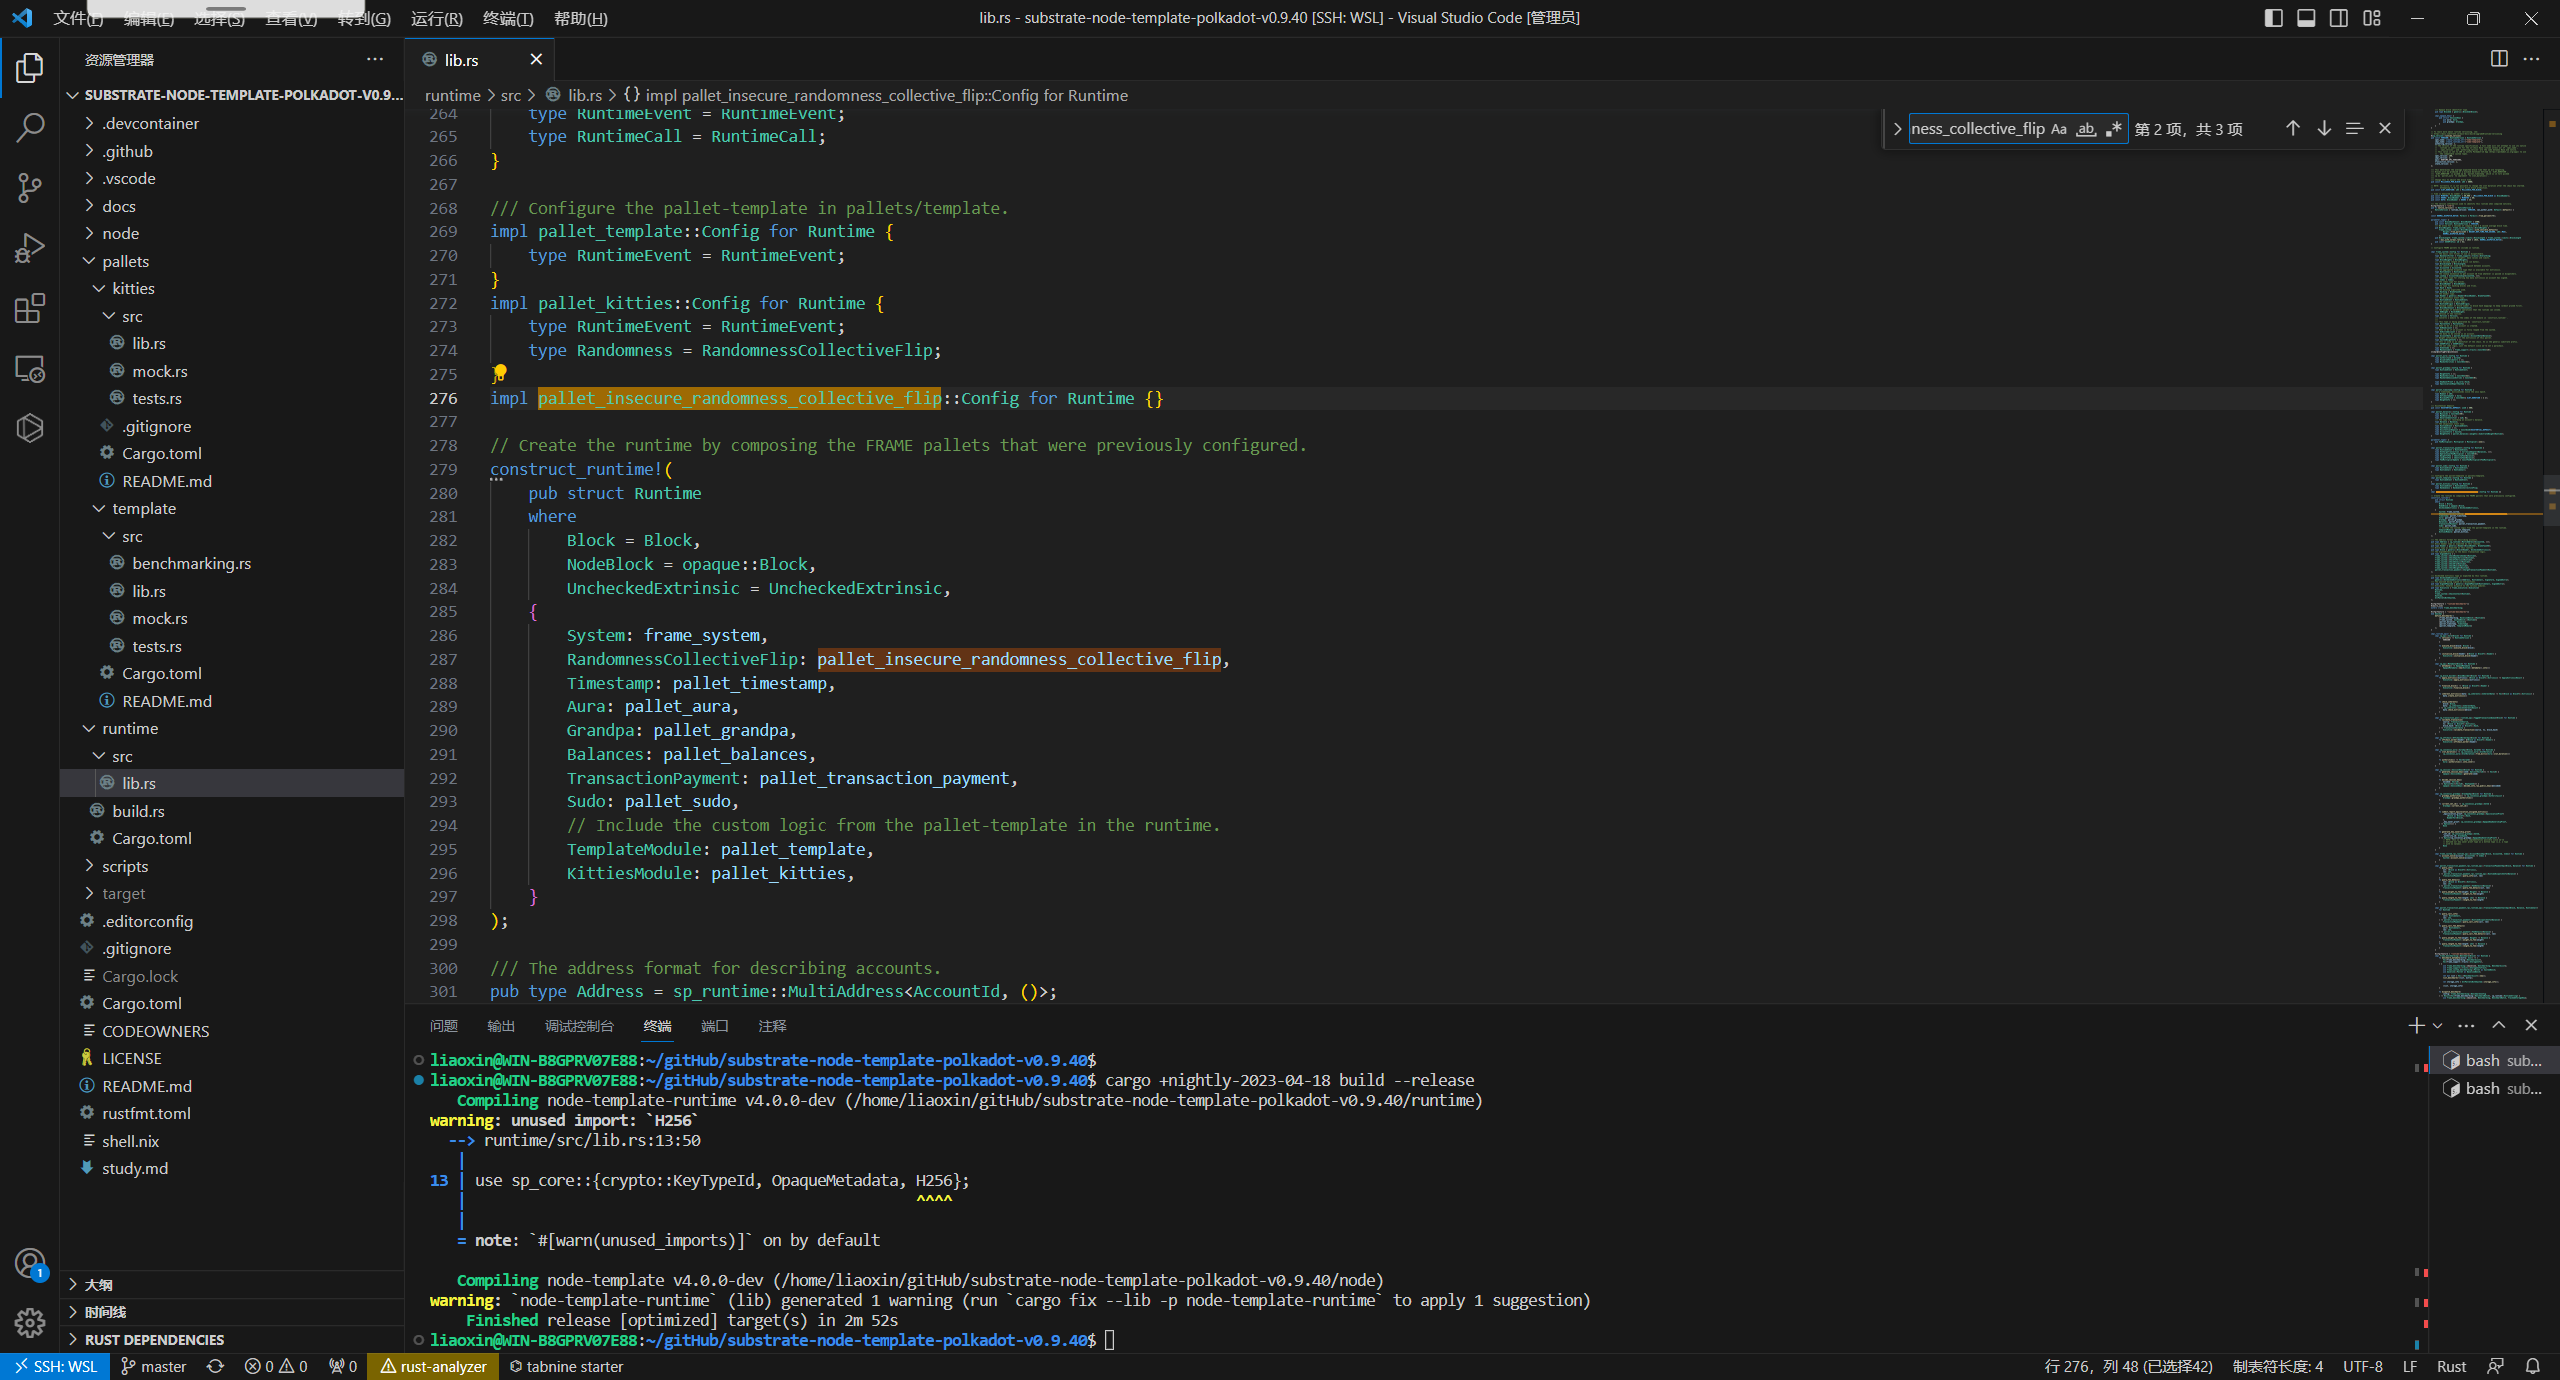 文件(F) 编辑(E) 选择(S) 查看(V) 转到(G) 运行(R) 终端(T) 帮助(H)
lib.rs - substrate-node-template-polkadot-v0.9.40 [SSH: WSL] - Visual Studio Code [管理员]
资源管理器
SUBSTRATE-NODE-TEMPLATE-POLKADOT-V0.9...
.devcontainer
.github
.vscode
docs
node
pallets
kitties
src
lib.rs
mock.rs
tests.rs
.gitignore
Cargo.toml
README.md
template
src
benchmarking.rs
lib.rs
mock.rs
tests.rs
Cargo.toml
README.md
runtime
src
lib.rs
build.rs
Cargo.toml
scripts
target
.editorconfig
.gitignore
Cargo.lock
Cargo.toml
CODEOWNERS
LICENSE
README.md
rustfmt.toml
shell.nix
study.md
大纲
时间线
RUST DEPENDENCIES
lib.rs
runtime > src > lib.rs > {} impl pallet_insecure_randomness_collective_flip::Config for Runtime
ness_collective_flip Aa ab .* 第 2 项，共 3 项
264 type RuntimeEvent = RuntimeEvent;
265 type RuntimeCall = RuntimeCall;
266 }
267
268 /// Configure the pallet-template in pallets/template.
269 impl pallet_template::Config for Runtime {
270 type RuntimeEvent = RuntimeEvent;
271 }
272 impl pallet_kitties::Config for Runtime {
273 type RuntimeEvent = RuntimeEvent;
274 type Randomness = RandomnessCollectiveFlip;
275 }
276 impl pallet_insecure_randomness_collective_flip::Config for Runtime {}
277
278 // Create the runtime by composing the FRAME pallets that were previously configured.
279 construct_runtime!(
280 pub struct Runtime
281 where
282 Block = Block,
283 NodeBlock = opaque::Block,
284 UncheckedExtrinsic = UncheckedExtrinsic,
285 {
286 System: frame_system,
287 RandomnessCollectiveFlip: pallet_insecure_randomness_collective_flip,
288 Timestamp: pallet_timestamp,
289 Aura: pallet_aura,
290 Grandpa: pallet_grandpa,
291 Balances: pallet_balances,
292 TransactionPayment: pallet_transaction_payment,
293 Sudo: pallet_sudo,
294 // Include the custom logic from the pallet-template in the runtime.
295 TemplateModule: pallet_template,
296 KittiesModule: pallet_kitties,
297 }
298 );
299
300 /// The address format for describing accounts.
301 pub type Address = sp_runtime::MultiAddress<AccountId, ()>;
问题 输出 调试控制台 终端 端口 注释
liaoxin@WIN-B8GPRV07E88:~/gitHub/substrate-node-template-polkadot-v0.9.40$
liaoxin@WIN-B8GPRV07E88:~/gitHub/substrate-node-template-polkadot-v0.9.40$ cargo +nightly-2023-04-18 build --release
Compiling node-template-runtime v4.0.0-dev (/home/liaoxin/gitHub/substrate-node-template-polkadot-v0.9.40/runtime)
warning: unused import: `H256`
--> runtime/src/lib.rs:13:50
|
13 | use sp_core::{crypto::KeyTypeId, OpaqueMetadata, H256};
| ^^^^
|
= note: `#[warn(unused_imports)]` on by default
Compiling node-template v4.0.0-dev (/home/liaoxin/gitHub/substrate-node-template-polkadot-v0.9.40/node)
warning: `node-template-runtime` (lib) generated 1 warning (run `cargo fix --lib -p node-template-runtime` to apply 1 suggestion)
Finished release [optimized] target(s) in 2m 52s
liaoxin@WIN-B8GPRV07E88:~/gitHub/substrate-node-template-polkadot-v0.9.40$
bash sub...
bash sub...
1
SSH: WSL master 0 0 0 rust-analyzer tabnine starter
行 276，列 48 (已选择42) 制表符长度: 4 UTF-8 LF Rust